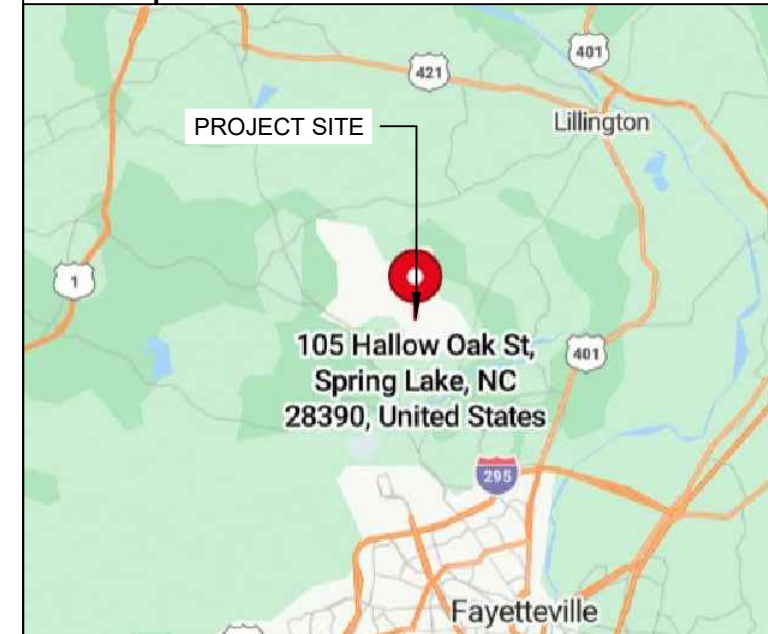 401
421
Lillington
PROJECT SITE
1
105 Hallow Oak St,
Spring Lake, NC
28390, United States
401
295
Fayetteville